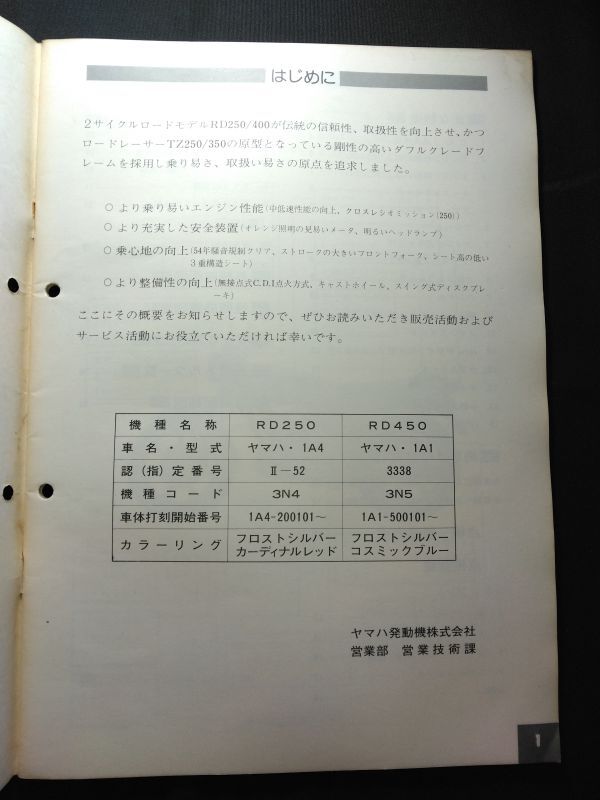 はじめに
2サイクルロードモデルRD250/400が伝統の信頼性、取扱性を向上させ、かつ
ロードレーサーTZ250/350の原型となっている剛性の高いダブルクレードルフ
レームを採用し乗り易さ、取扱い易さの原点を追求しました。
○より乗り易いエンジン性能(中低速性能の向上、クロスレシオミッション(250))
○より充実した安全装置(オレンジ照明の見易いメータ、明るいヘッドランプ)
○乗心地の向上(54年騒音規制クリア、ストロークの大きいフロントフォーク、シート高の低い
3重構造シート)
○より整備性の向上(無接点式C.D.I点火方式、キャストホイール、スイング式ディスクブレ
ーキ)
ここにその概要をお知らせしますので、ぜひお読みいただき販売活動および
サービス活動にお役立ていただければ幸いです。
機種名称 RD250 RD450
車名・型式 ヤマハ・1A4 ヤマハ・1A1
認(指)定番号 Ⅱ-52 3338
機種コード 3N4 3N5
車体打刻開始番号 1A4-200101~ 1A1-500101~
カラーリング フロストシルバー フロストシルバー
カーディナルレッド コスミックブルー
ヤマハ発動機株式会社
営業部 営業技術課
1